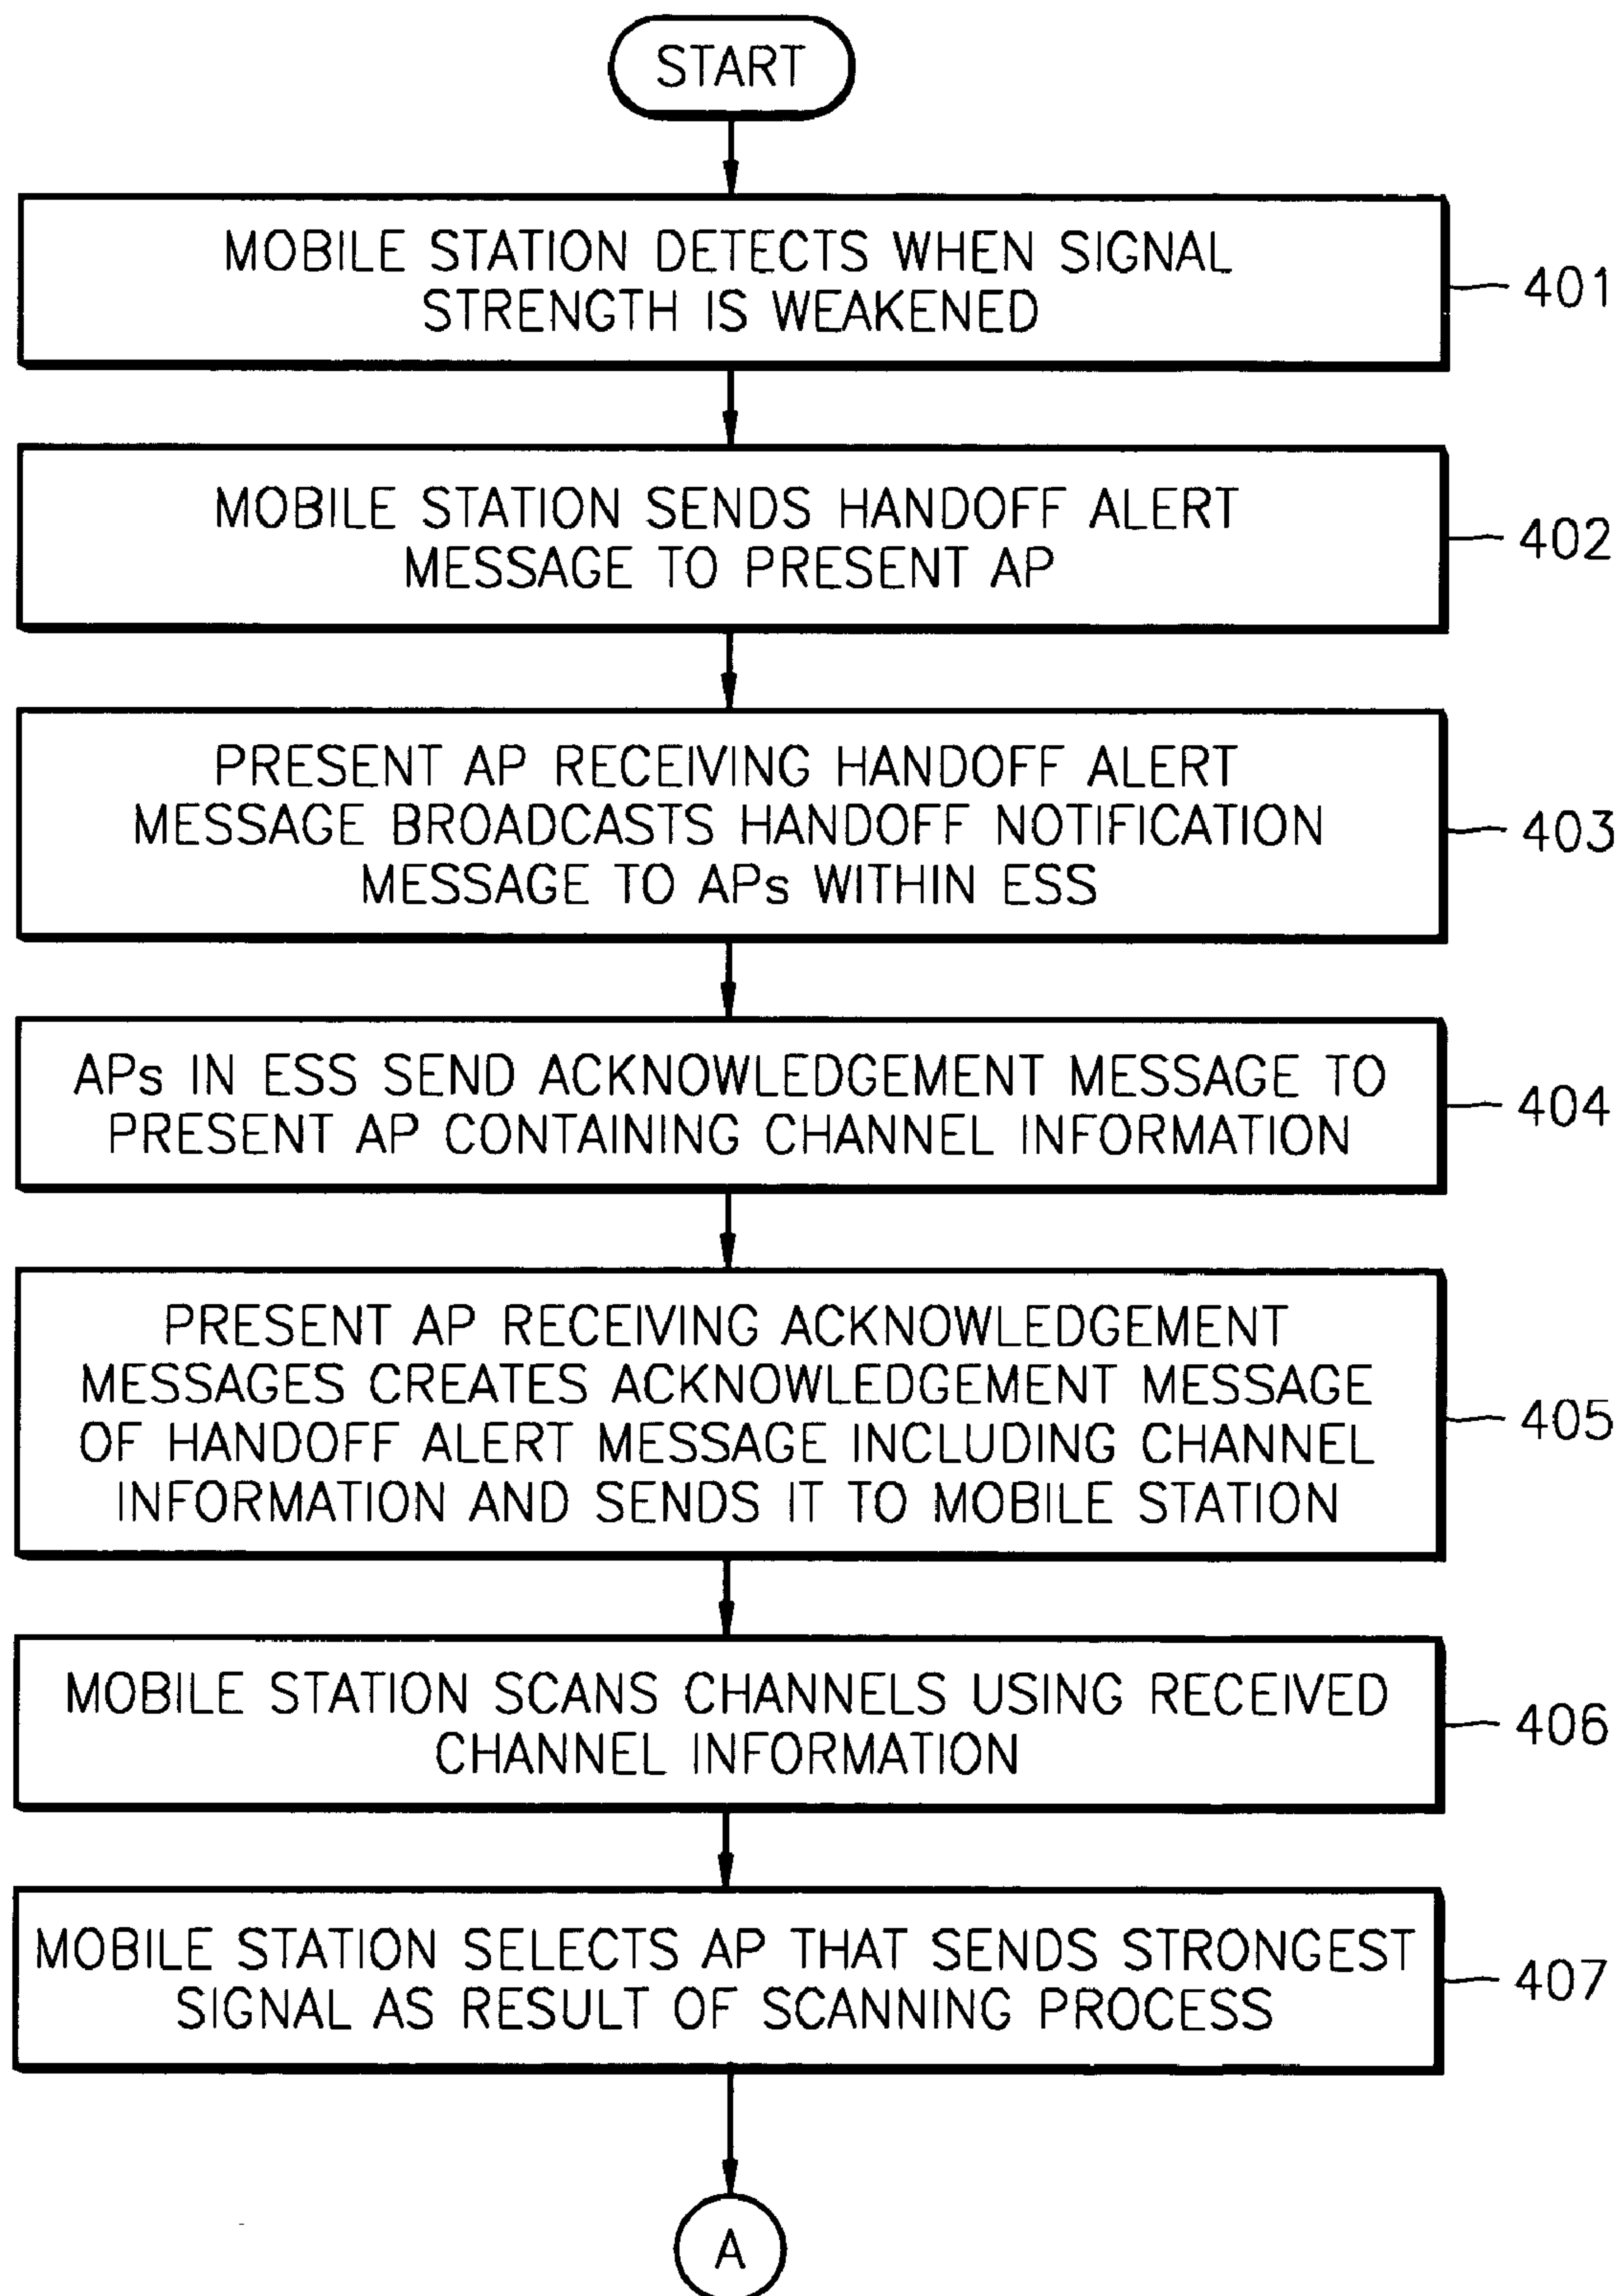 START
MOBILE STATION DETECTS WHEN SIGNAL
STRENGTH IS WEAKENED
401
MOBILE STATION SENDS HANDOFF ALERT
MESSAGE TO PRESENT AP
402
PRESENT AP RECEIVING HANDOFF ALERT
MESSAGE BROADCASTS HANDOFF NOTIFICATION
MESSAGE TO APs WITHIN ESS
403
APs IN ESS SEND ACKNOWLEDGEMENT MESSAGE TO
PRESENT AP CONTAINING CHANNEL INFORMATION
404
PRESENT AP RECEIVING ACKNOWLEDGEMENT
MESSAGES CREATES ACKNOWLEDGEMENT MESSAGE
OF HANDOFF ALERT MESSAGE INCLUDING CHANNEL
INFORMATION AND SENDS IT TO MOBILE STATION
405
MOBILE STATION SCANS CHANNELS USING RECEIVED
CHANNEL INFORMATION
406
MOBILE STATION SELECTS AP THAT SENDS STRONGEST
SIGNAL AS RESULT OF SCANNING PROCESS
407
A